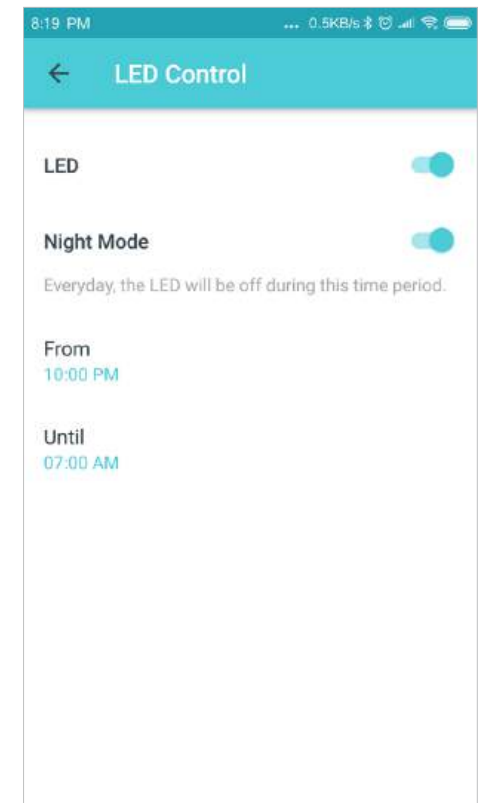 8:19 PM ... 0.5KB/s
LED Control
LED
Night Mode
Everyday, the LED will be off during this time period.
From
10:00 PM
Until
07:00 AM